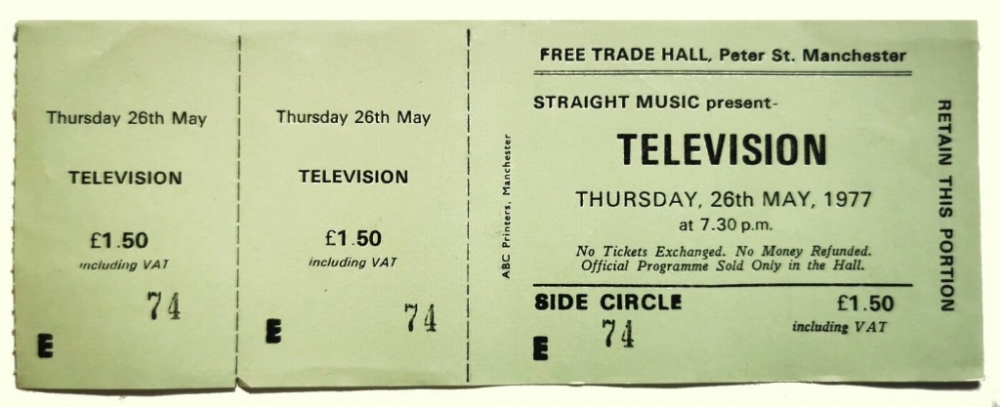 Thursday 26th May
TELEVISION
£1.50
including VAT
74
E
Thursday 26th May
TELEVISION
£1.50
including VAT
74
E
ABC Printers, Manchester
FREE TRADE HALL, Peter St. Manchester
STRAIGHT MUSIC present-
TELEVISION
THURSDAY, 26th MAY, 1977
at 7.30 p.m.
No Tickets Exchanged. No Money Refunded.
Official Programme Sold Only in the Hall.
SIDE CIRCLE £1.50
including VAT
E 74
RETAIN THIS PORTION